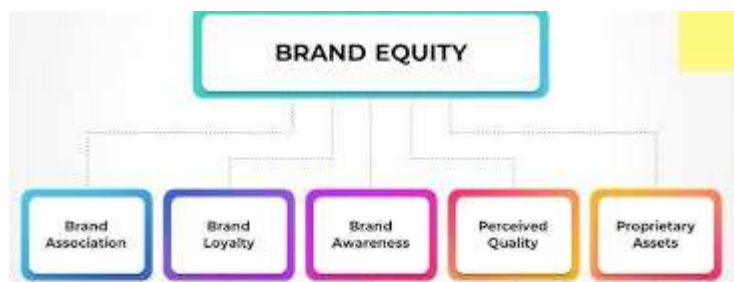 BRAND EQUITY
Brand
Association
Brand
Loyalty
Brand
Awareness
Perceived
Quality
Proprietary
Assets